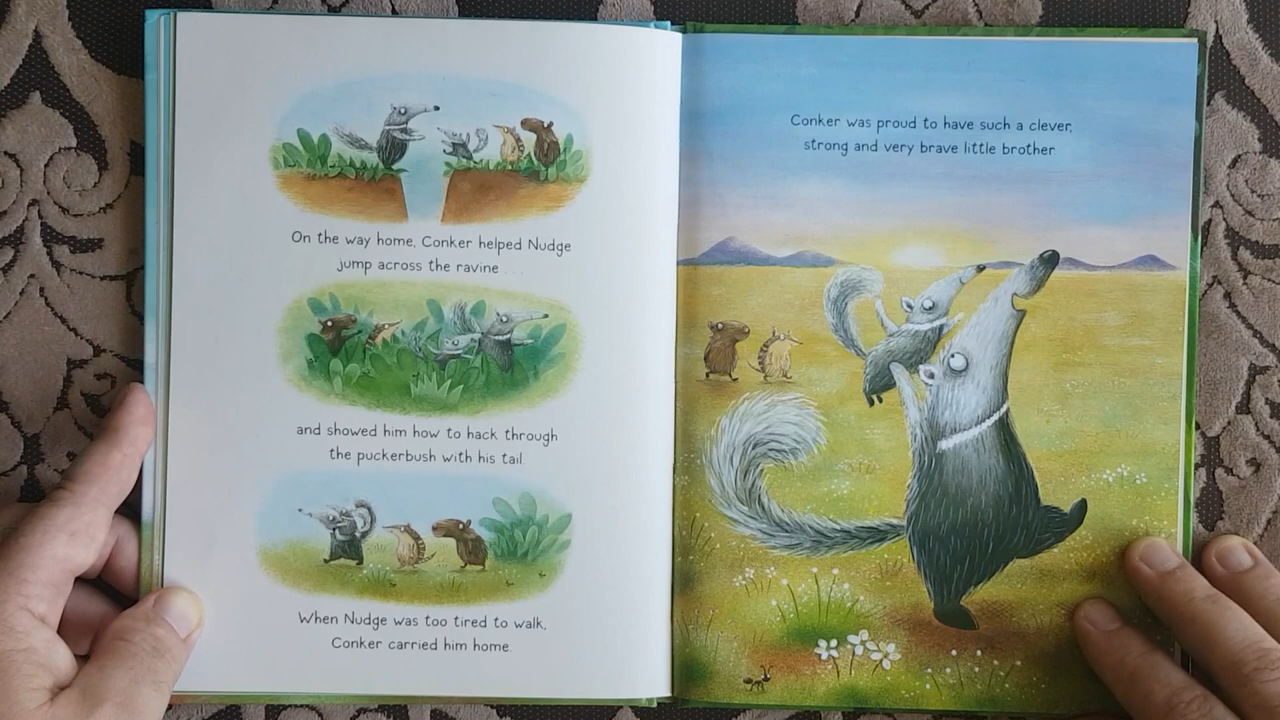 On the way home, Conker helped Nudge
jump across the ravine . . .
and showed him how to hack through
the puckerbush with his tail.
When Nudge was too tired to walk,
Conker carried him home.
Conker was proud to have such a clever,
strong and very brave little brother.